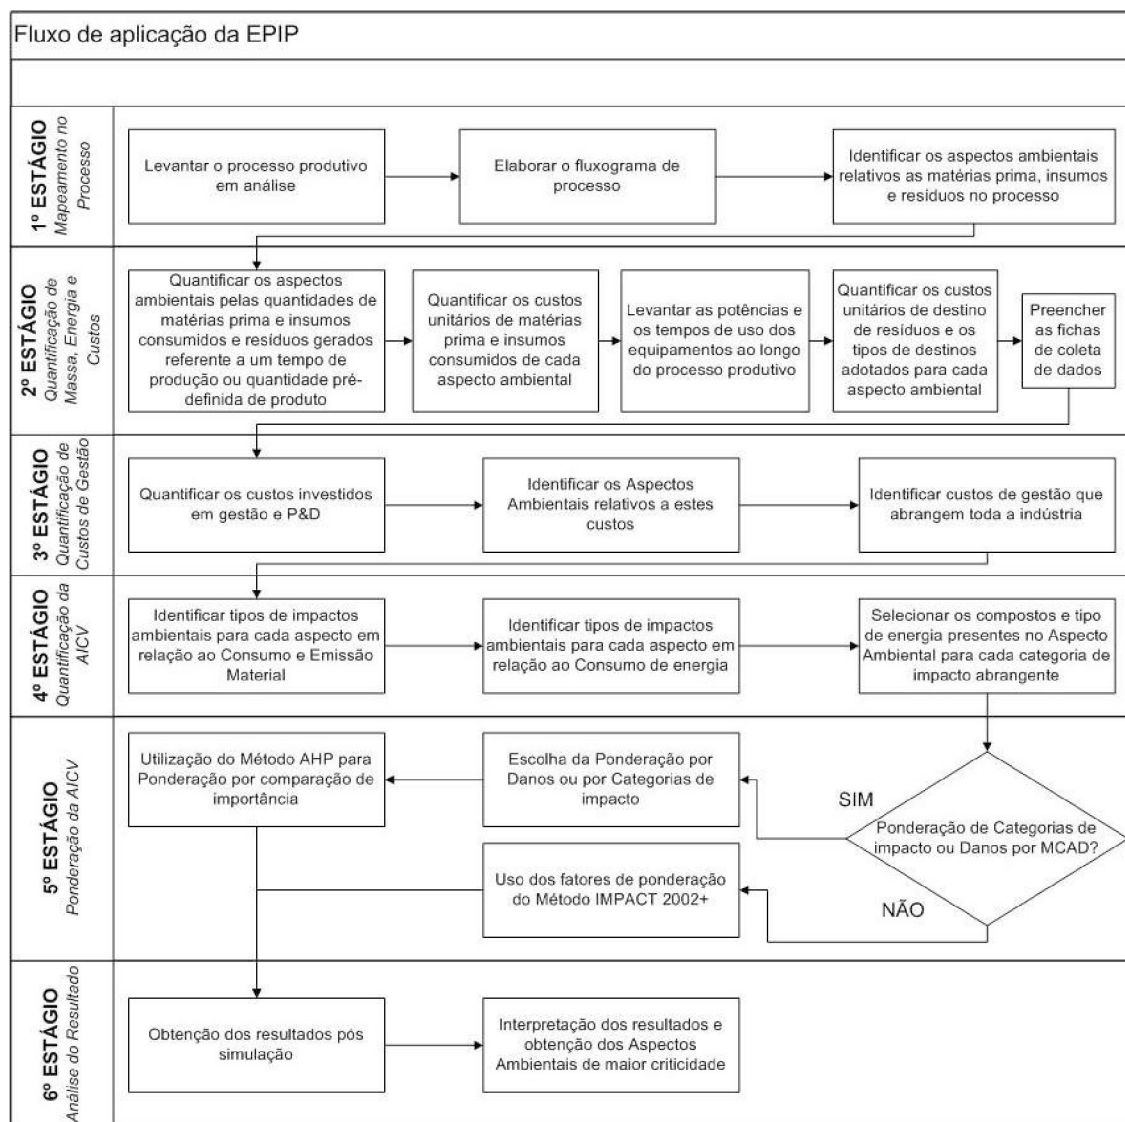 Fluxo de aplicação da EPIP
1º ESTÁGIO
Mapeamento no
Processo
Levantar o processo produtivo
em análise
Elaborar o fluxograma de
processo
Identificar os aspectos ambientais
relativos as matérias prima, insumos
e resíduos no processo
2º ESTÁGIO
Quantificação de
Massa, Energia e
Custos
Quantificar os aspectos
ambientais pelas quantidades de
matérias prima e insumos
consumidos e resíduos gerados
referente a um tempo de
produção ou quantidade pré-
definida de produto
Quantificar os custos
unitários de matérias
prima e insumos
consumidos de cada
aspecto ambiental
Levantar as potências e
os tempos de uso dos
equipamentos ao longo
do processo produtivo
Quantificar os custos
unitários de destino
de resíduos e os
tipos de destinos
adotados para cada
aspecto ambiental
Preencher
as fichas
de coleta
de dados
3º ESTÁGIO
Quantificação de
Custos de Gestão
Quantificar os custos investidos
em gestão e P&D
Identificar os Aspectos
Ambientais relativos a estes
custos
Identificar custos de gestão que
abrangem toda a indústria
4º ESTÁGIO
Quantificação da
AICV
Identificar tipos de impactos
ambientais para cada aspecto em
relação ao Consumo e Emissão
Material
Identificar tipos de impactos
ambientais para cada aspecto em
relação ao Consumo de energia
Selecionar os compostos e tipo
de energia presentes no Aspecto
Ambiental para cada categoria de
impacto abrangente
5º ESTÁGIO
Ponderação da AICV
Utilização do Método AHP para
Ponderação por comparação de
importância
Escolha da Ponderação por
Danos ou por Categorias de
impacto
SIM
Ponderação de Categorias de
impacto ou Danos por MCAD?
Uso dos fatores de ponderação
do Método IMPACT 2002+
NÃO
6º ESTÁGIO
Análise do Resultado
Obtenção dos resultados pós
simulação
Interpretação dos resultados e
obtenção dos Aspectos
Ambientais de maior criticidade